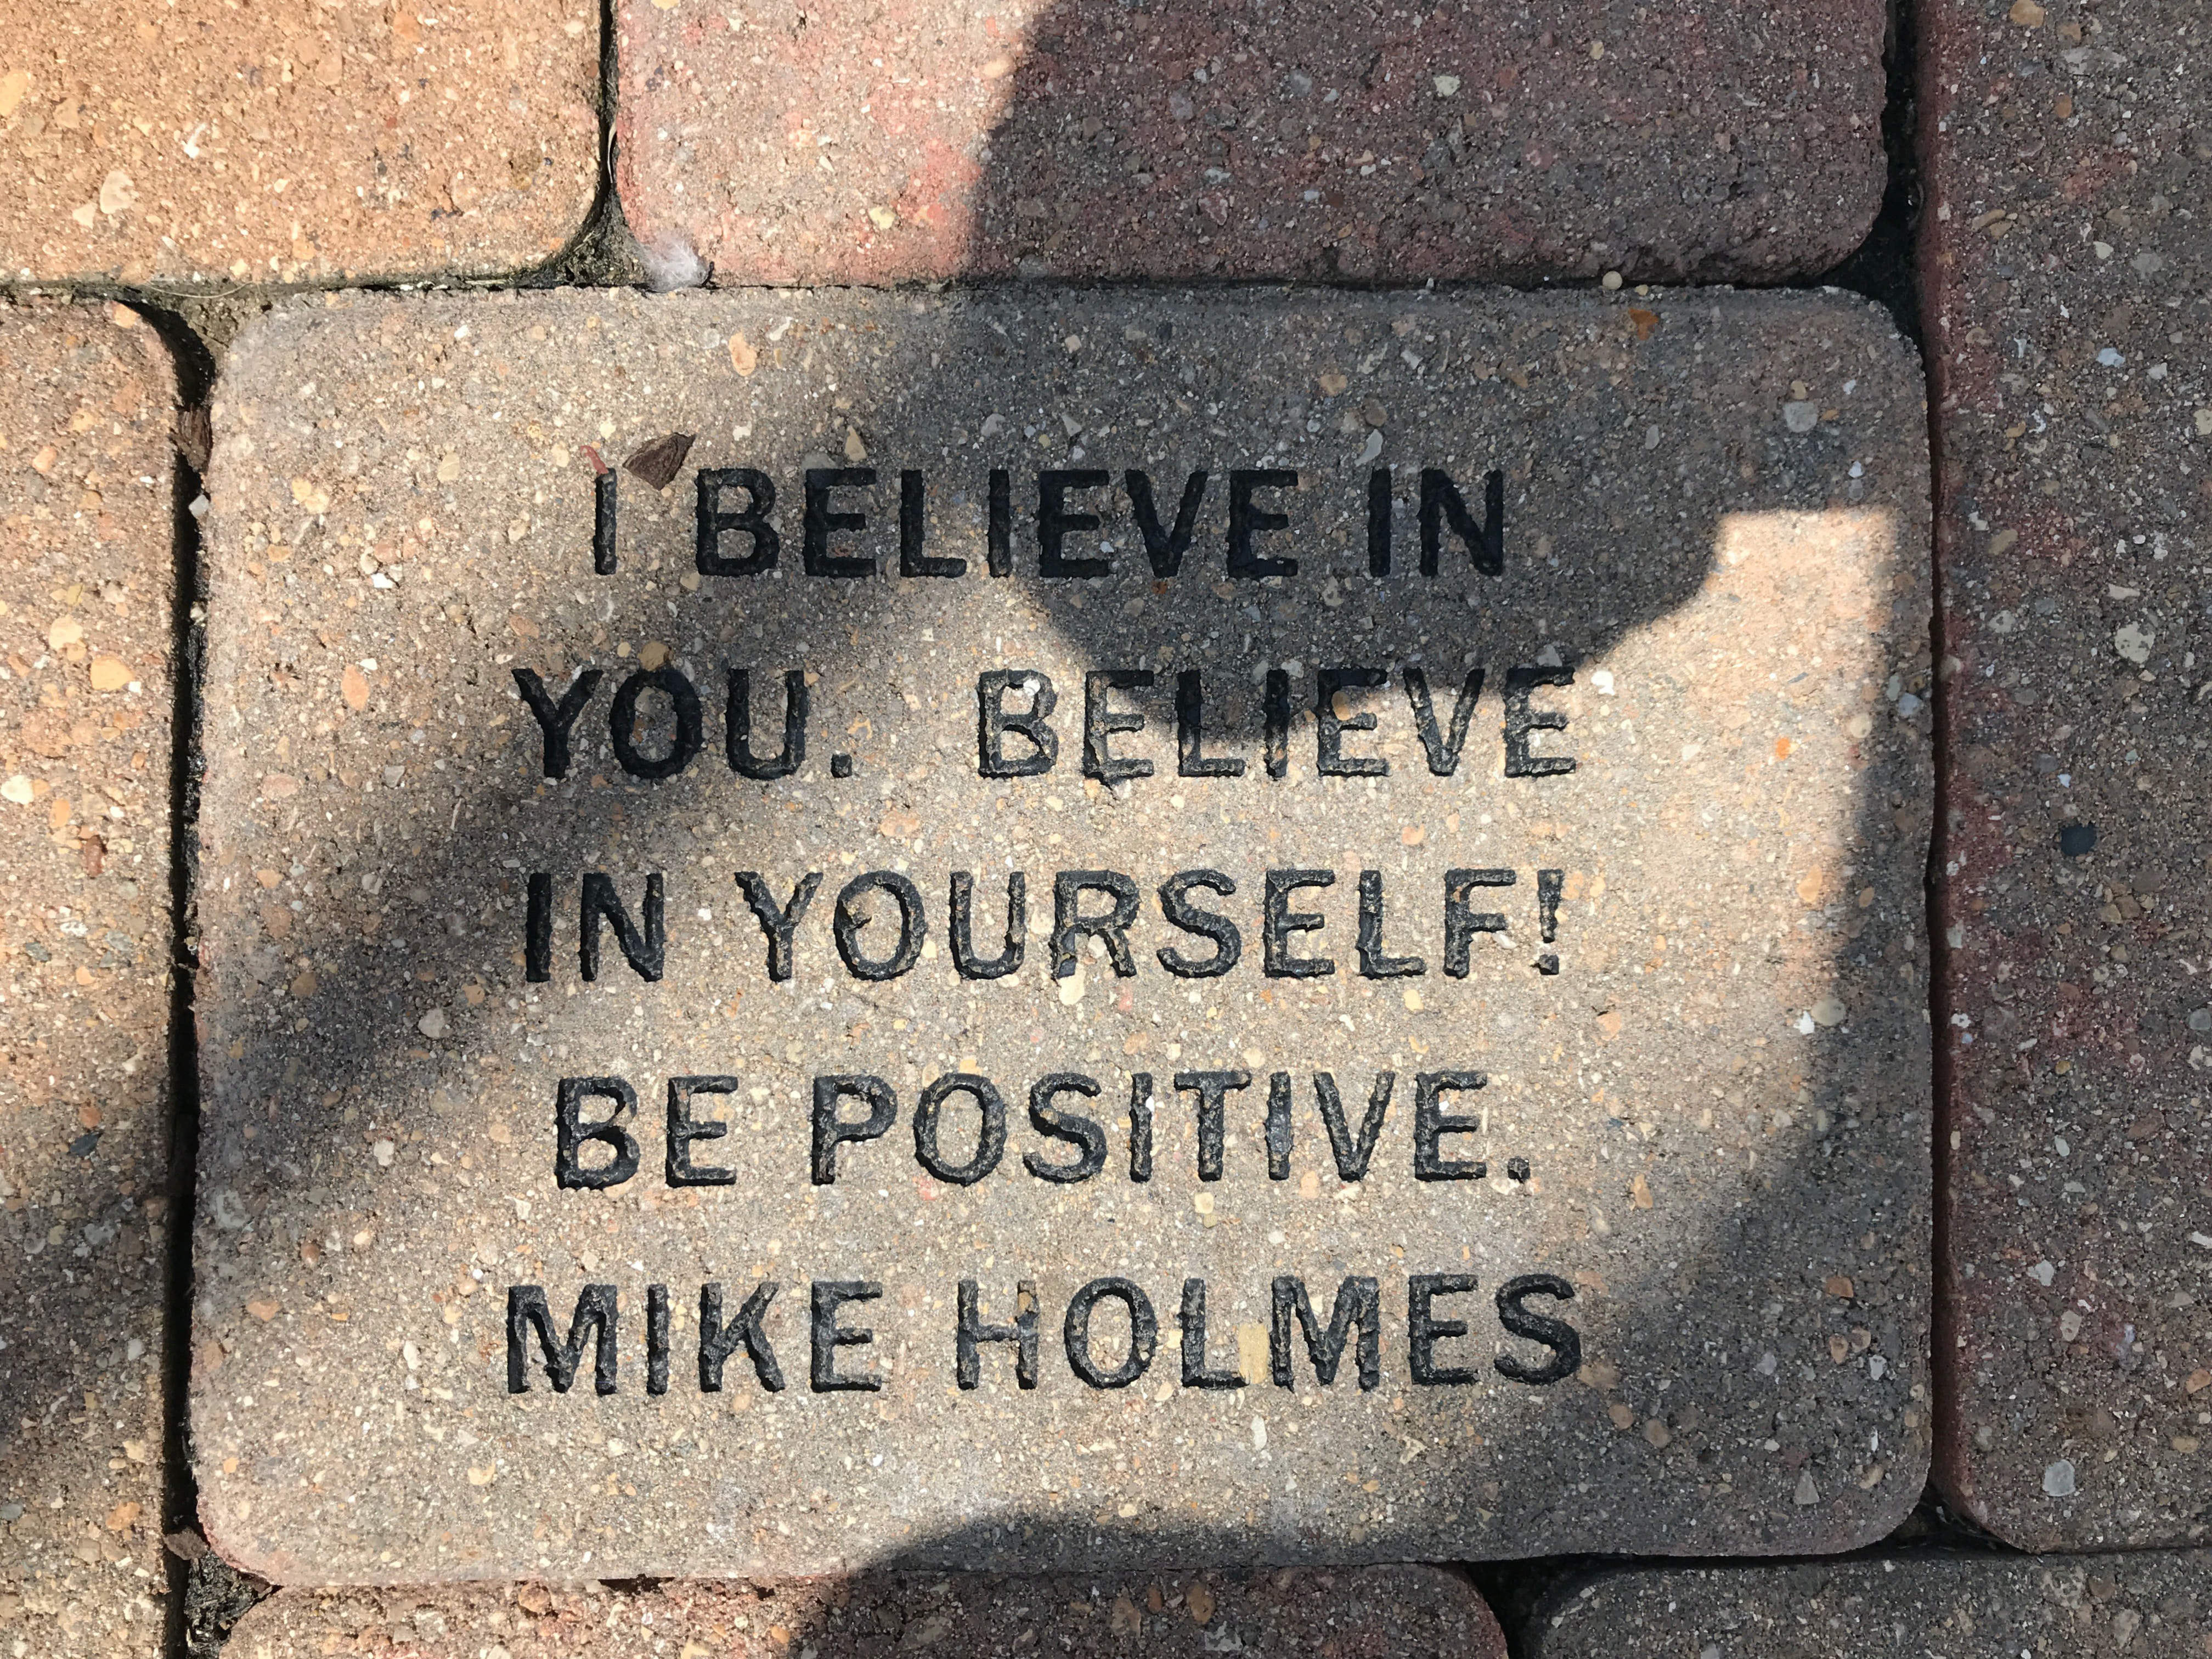 I BELIEVE IN
YOU. BELIEVE
IN YOURSELF!
BE POSITIVE.
MIKE HOLMES